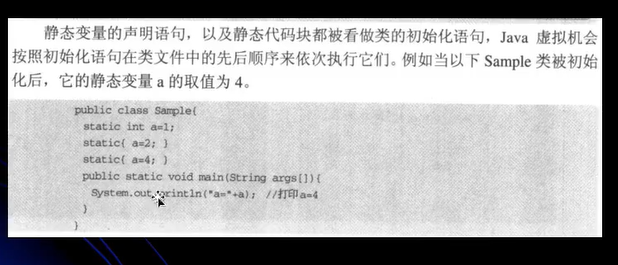 静态变量的声明语句，以及静态代码块都被看做类的初始化语句，Java 虚拟机会
按照初始化语句在类文件中的先后顺序来依次执行它们。例如当以下 Sample 类被初始
化后，它的静态变量 a 的取值为 4。
public class Sample{
static int a=1;
static{ a=2; }
static{ a=4; }
public static void main(String args[]){
System.out.println("a="+a); //打印a=4
}
}